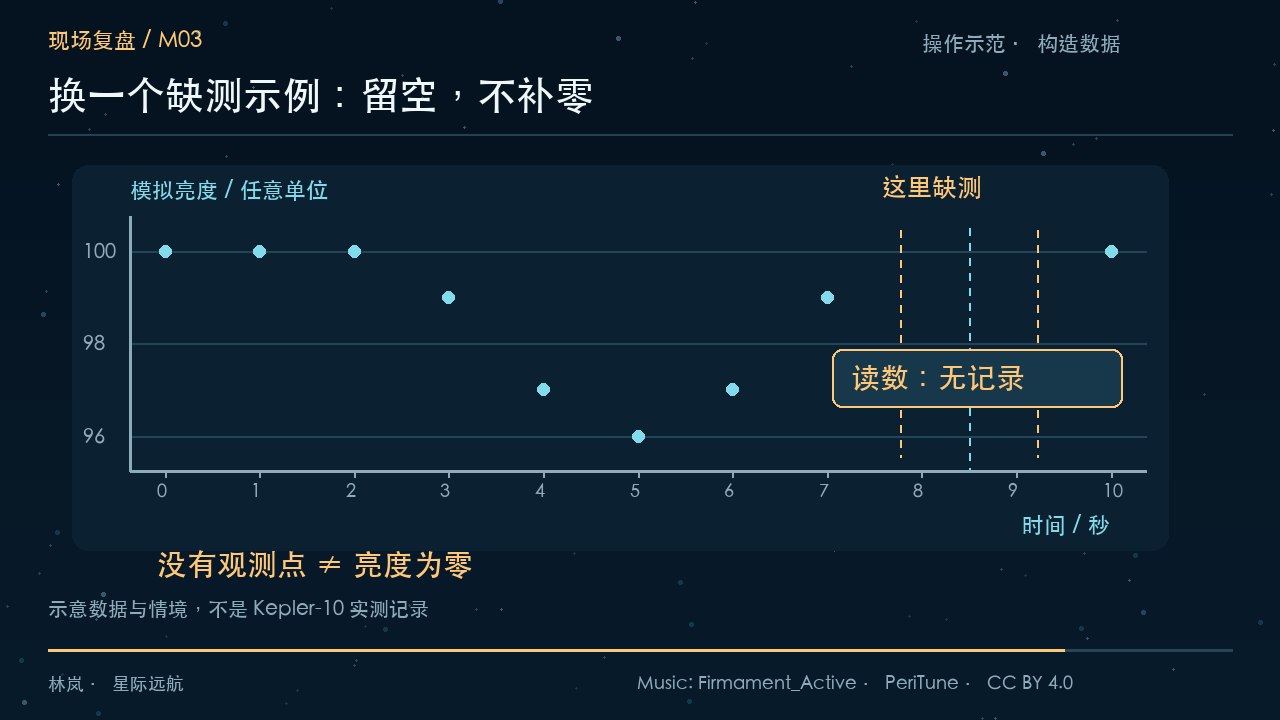 现场复盘 / M03
操作示范 · 构造数据
换一个缺测示例：留空，不补零
模拟亮度 / 任意单位
这里缺测
100
98
96
读数：无记录
0 1 2 3 4 5 6 7 8 9 10
时间 / 秒
没有观测点 ≠ 亮度为零
示意数据与情境，不是 Kepler-10 实测记录
林岚 · 星际远航
Music: Firmament_Active · PeriTune · CC BY 4.0